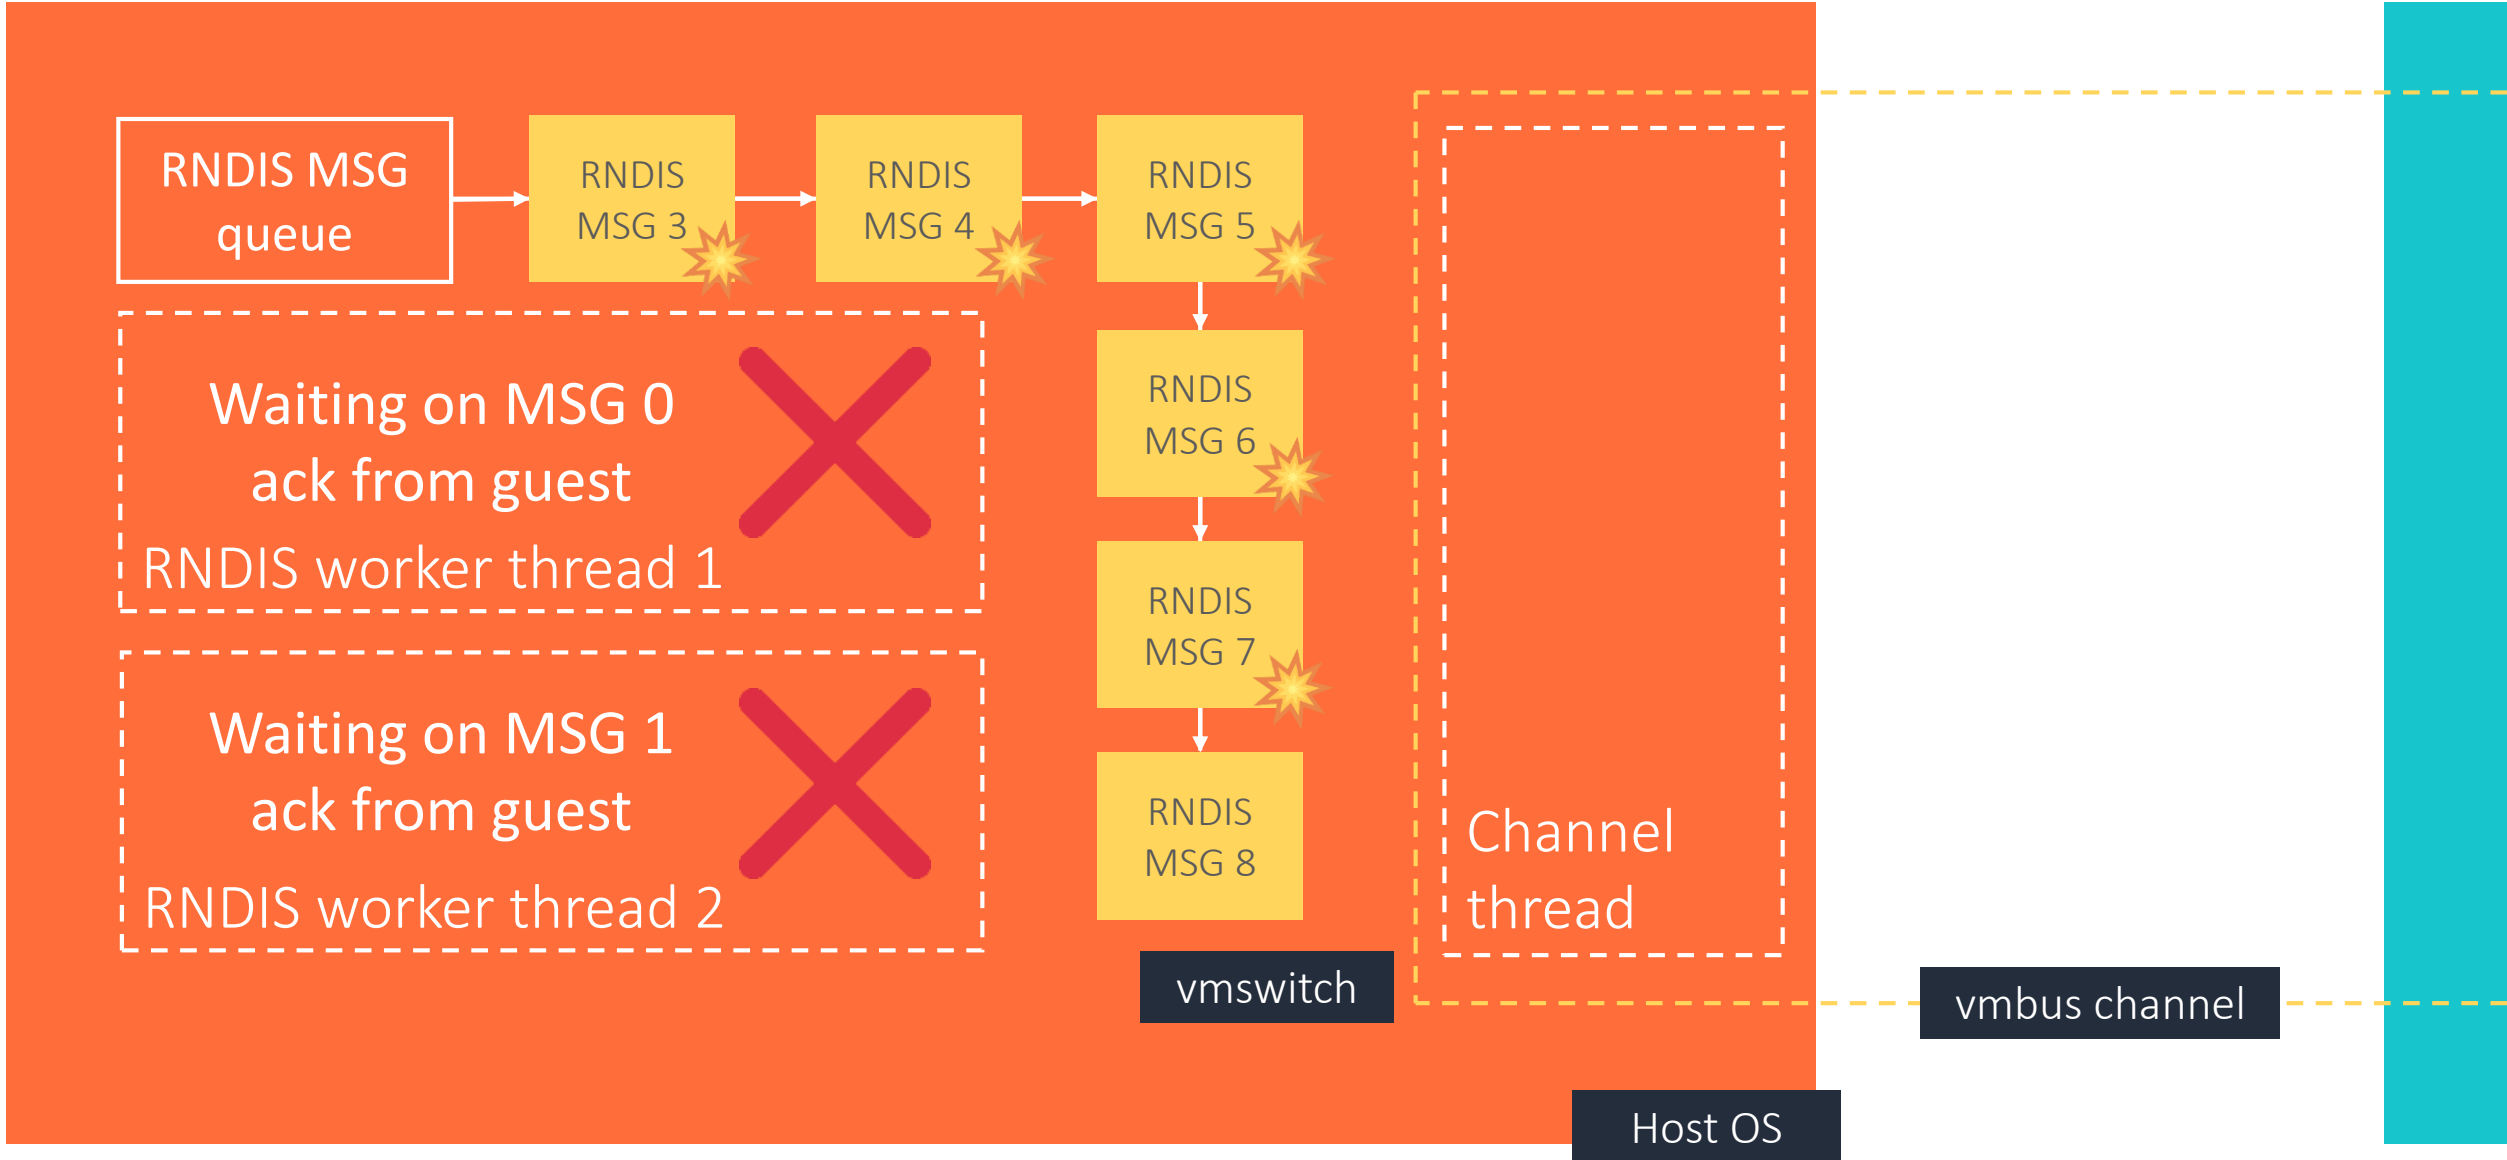 RNDIS MSG
queue
RNDIS
MSG 3
RNDIS
MSG 4
RNDIS
MSG 5
Waiting on MSG 0
ack from guest
RNDIS worker thread 1
RNDIS
MSG 6
RNDIS
MSG 7
Waiting on MSG 1
ack from guest
RNDIS worker thread 2
RNDIS
MSG 8
Channel
thread
vmswitch
vmbus channel
Host OS